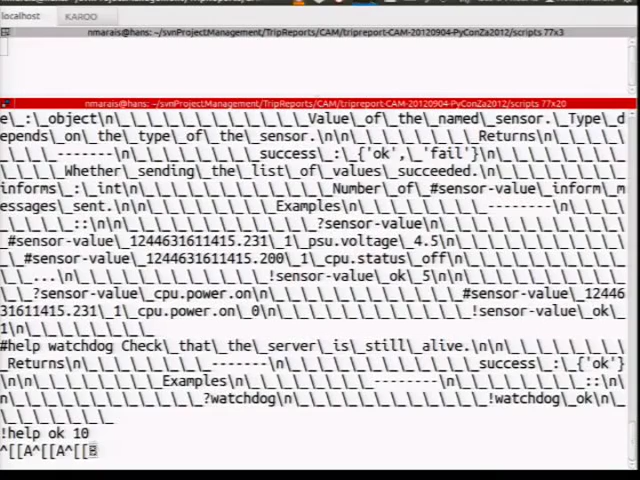 localhost KAROO
nmarais@hans: ~/svnProjectManagement/TripReports/CAM/tripreport-CAM-20120904-PyConZa2012/scripts 77x3
nmarais@hans: ~/svnProjectManagement/TripReports/CAM/tripreport-CAM-20120904-PyConZa2012/scripts 77x20
e\_:\_object\n\_\_\_\_\_\_\_\_\_\_\_\_Value\_of\_the\_named\_sensor.\_Type\_d
epends\_on\_the\_type\_of\_the\_sensor.\n\n\_\_\_\_\_\_\_\_Returns\n\_\_\_\_\_
\_\_\_-------\n\_\_\_\_\_\_\_\_success\_:\_{'ok',\_'fail'}\n\_\_\_\_\_\_\_\_\_
\_\_\_Whether\_sending\_the\_list\_of\_values\_succeeded.\n\_\_\_\_\_\_\_\_
informs\_:\_int\n\_\_\_\_\_\_\_\_\_\_\_\_Number\_of\_#sensor-value\_inform\_m
essages\_sent.\n\n\_\_\_\_\_\_\_\_Examples\n\_\_\_\_\_\_\_\_--------\n\_\_\_\_
\_\_\_\_::\n\n\_\_\_\_\_\_\_\_\_\_\_\_?sensor-value\n\_\_\_\_\_\_\_\_\_\_\_\_
\_#sensor-value\_1244631611415.231\_1\_psu.voltage\_4.5\n\_\_\_\_\_\_\_\_\_\_\_
\_#sensor-value\_1244631611415.200\_1\_cpu.status\_off\n\_\_\_\_\_\_\_\_\_\_\_
\_...\n\_\_\_\_\_\_\_\_\_\_\_\_!sensor-value\_ok\_5\n\n\_\_\_\_\_\_\_\_\_\_\_
\_?sensor-value\_cpu.power.on\n\_\_\_\_\_\_\_\_\_\_\_\_#sensor-value\_12446
31611415.231\_1\_cpu.power.on\_0\n\_\_\_\_\_\_\_\_\_\_\_\_!sensor-value\_ok\_
1\n\n\_\_\_\_\_\_\_\_
#help watchdog Check\_that\_the\_server\_is\_still\_alive.\n\n\_\_\_\_\_\_\_\_
\_Returns\n\_\_\_\_\_\_\_\_-------\n\_\_\_\_\_\_\_\_success\_:\_{'ok'}
\n\n\_\_\_\_\_\_\_\_Examples\n\_\_\_\_\_\_\_\_--------\n\_\_\_\_\_\_\_\_::\n
\n\_\_\_\_\_\_\_\_\_\_\_\_?watchdog\n\_\_\_\_\_\_\_\_\_\_\_\_!watchdog\_ok\n\_
\_\_\_\_\_\_\_\_
!help ok 10
^[[A^[[A^[[B